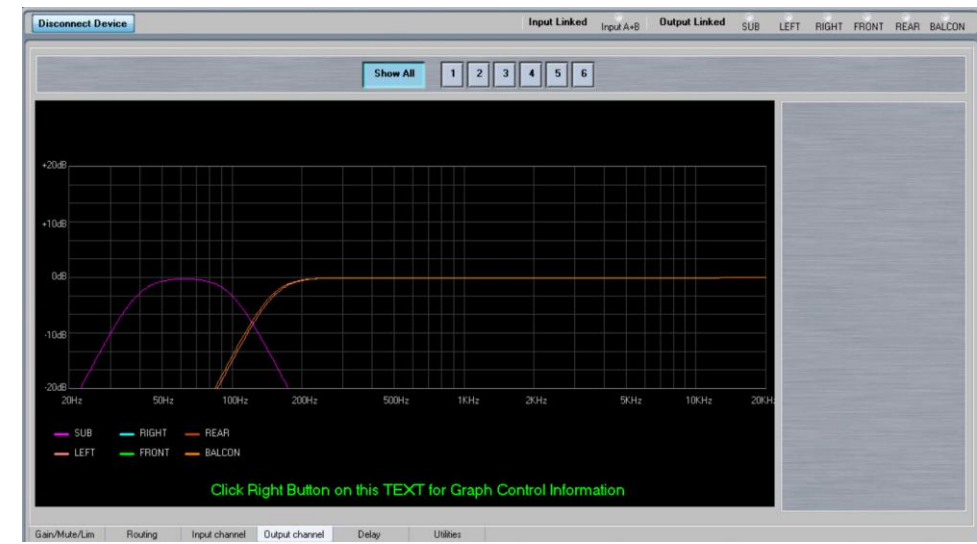 Disconnect Device Input Linked Input A+B Output Linked SUB LEFT RIGHT FRONT REAR BALCON
Show All 1 2 3 4 5 6
+20dB
+10dB
0dB
-10dB
-20dB
20Hz 50Hz 100Hz 200Hz 500Hz 1KHz 2KHz 5KHz 10KHz 20KH
SUB RIGHT REAR
LEFT FRONT BALCON
Click Right Button on this TEXT for Graph Control Information
Gain/Mute/Lim Routing Input channel Output channel Delay Utilities